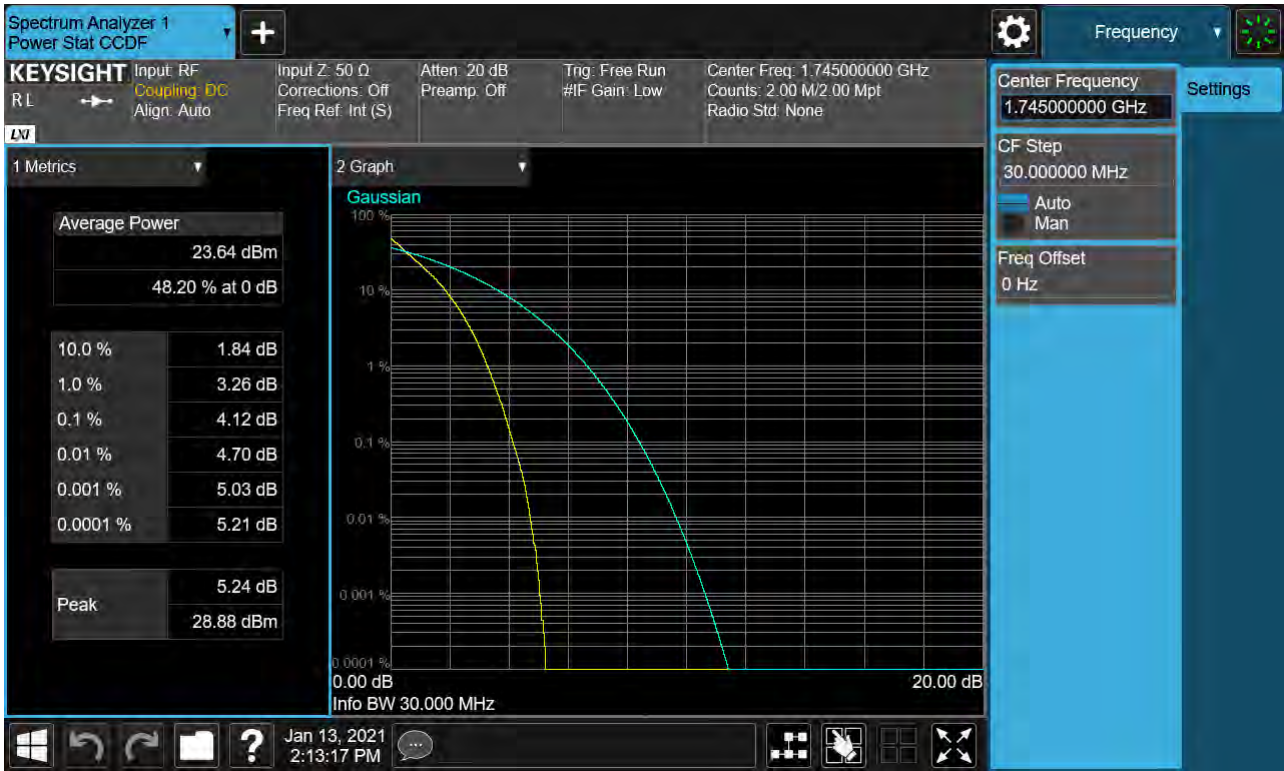 Spectrum Analyzer 1
Power Stat CCDF
Frequency
KEYSIGHT
RL
LXI
Input: RF
Coupling: DC
Align: Auto
Input Z: 50 Ω
Corrections: Off
Freq Ref: Int (S)
Atten: 20 dB
Preamp: Off
Trig: Free Run
#IF Gain: Low
Center Freq: 1.745000000 GHz
Counts: 2.00 M/2.00 Mpt
Radio Std: None
Center Frequency
1.745000000 GHz
Settings
CF Step
30.000000 MHz
Auto
Man
Freq Offset
0 Hz
1 Metrics
Average Power
23.64 dBm
48.20 % at 0 dB
10.0 % 1.84 dB
1.0 % 3.26 dB
0.1 % 4.12 dB
0.01 % 4.70 dB
0.001 % 5.03 dB
0.0001 % 5.21 dB
Peak 5.24 dB
28.88 dBm
2 Graph
Gaussian
100 %
10 %
1 %
0.1 %
0.01 %
0.001 %
0.0001 %
0.00 dB 20.00 dB
Info BW 30.000 MHz
Jan 13, 2021
2:13:17 PM